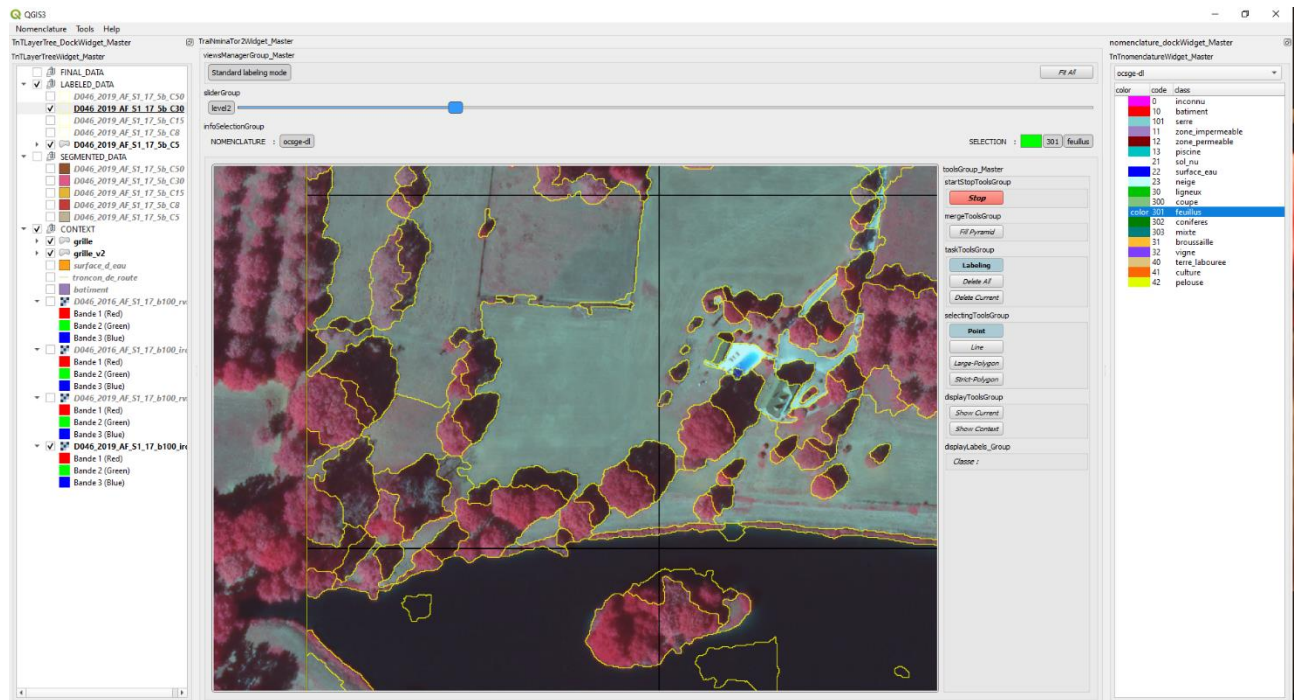 QGIS3
Nomenclature Tools Help
TnTLayerTree_DockWidget_Master
TnTLayerTreeWidget_Master
FINAL_DATA
LABELED_DATA
D046_2019_AF_S1_17_5b_C50
D046_2019_AF_S1_17_5b_C30
D046_2019_AF_S1_17_5b_C15
D046_2019_AF_S1_17_5b_C8
D046_2019_AF_S1_17_5b_C5
SEGMENTED_DATA
D046_2019_AF_S1_17_5b_C50
D046_2019_AF_S1_17_5b_C30
D046_2019_AF_S1_17_5b_C15
D046_2019_AF_S1_17_5b_C8
D046_2019_AF_S1_17_5b_C5
CONTEXT
grille
grille_v2
surface_d_eau
troncon_de_route
batiment
D046_2016_AF_S1_17_b100_rv
Bande 1 (Red)
Bande 2 (Green)
Bande 3 (Blue)
D046_2016_AF_S1_17_b100_irc
Bande 1 (Red)
Bande 2 (Green)
Bande 3 (Blue)
D046_2019_AF_S1_17_b100_rv
Bande 1 (Red)
Bande 2 (Green)
Bande 3 (Blue)
D046_2019_AF_S1_17_b100_irc
Bande 1 (Red)
Bande 2 (Green)
Bande 3 (Blue)
TraiNminaTor2Widget_Master
viewsManagerGroup_Master
Standard labeling mode
Fit All
sliderGroup
level2
infoSelectionGroup
NOMENCLATURE : ocsge-dl
SELECTION : 301 feuillus
toolsGroup_Master
startStopToolsGroup
Stop
mergeToolsGroup
Fill Pyramid
taskToolsGroup
Labeling
Delete All
Delete Current
selectingToolsGroup
Point
Line
Large-Polygon
Strict-Polygon
displayToolsGroup
Show Current
Show Context
displayLabels_Group
Classe :
nomenclature_dockWidget_Master
TnTnomenclatureWidget_Master
ocsge-dl
color code class
0 inconnu
10 batiment
101 serre
11 zone_impermeable
12 zone_permeable
13 piscine
21 sol_nu
22 surface_eau
23 neige
30 ligneux
300 coupe
color 301 feuillus
302 coniferes
303 mixte
31 broussaille
32 vigne
40 terre_labouree
41 culture
42 pelouse